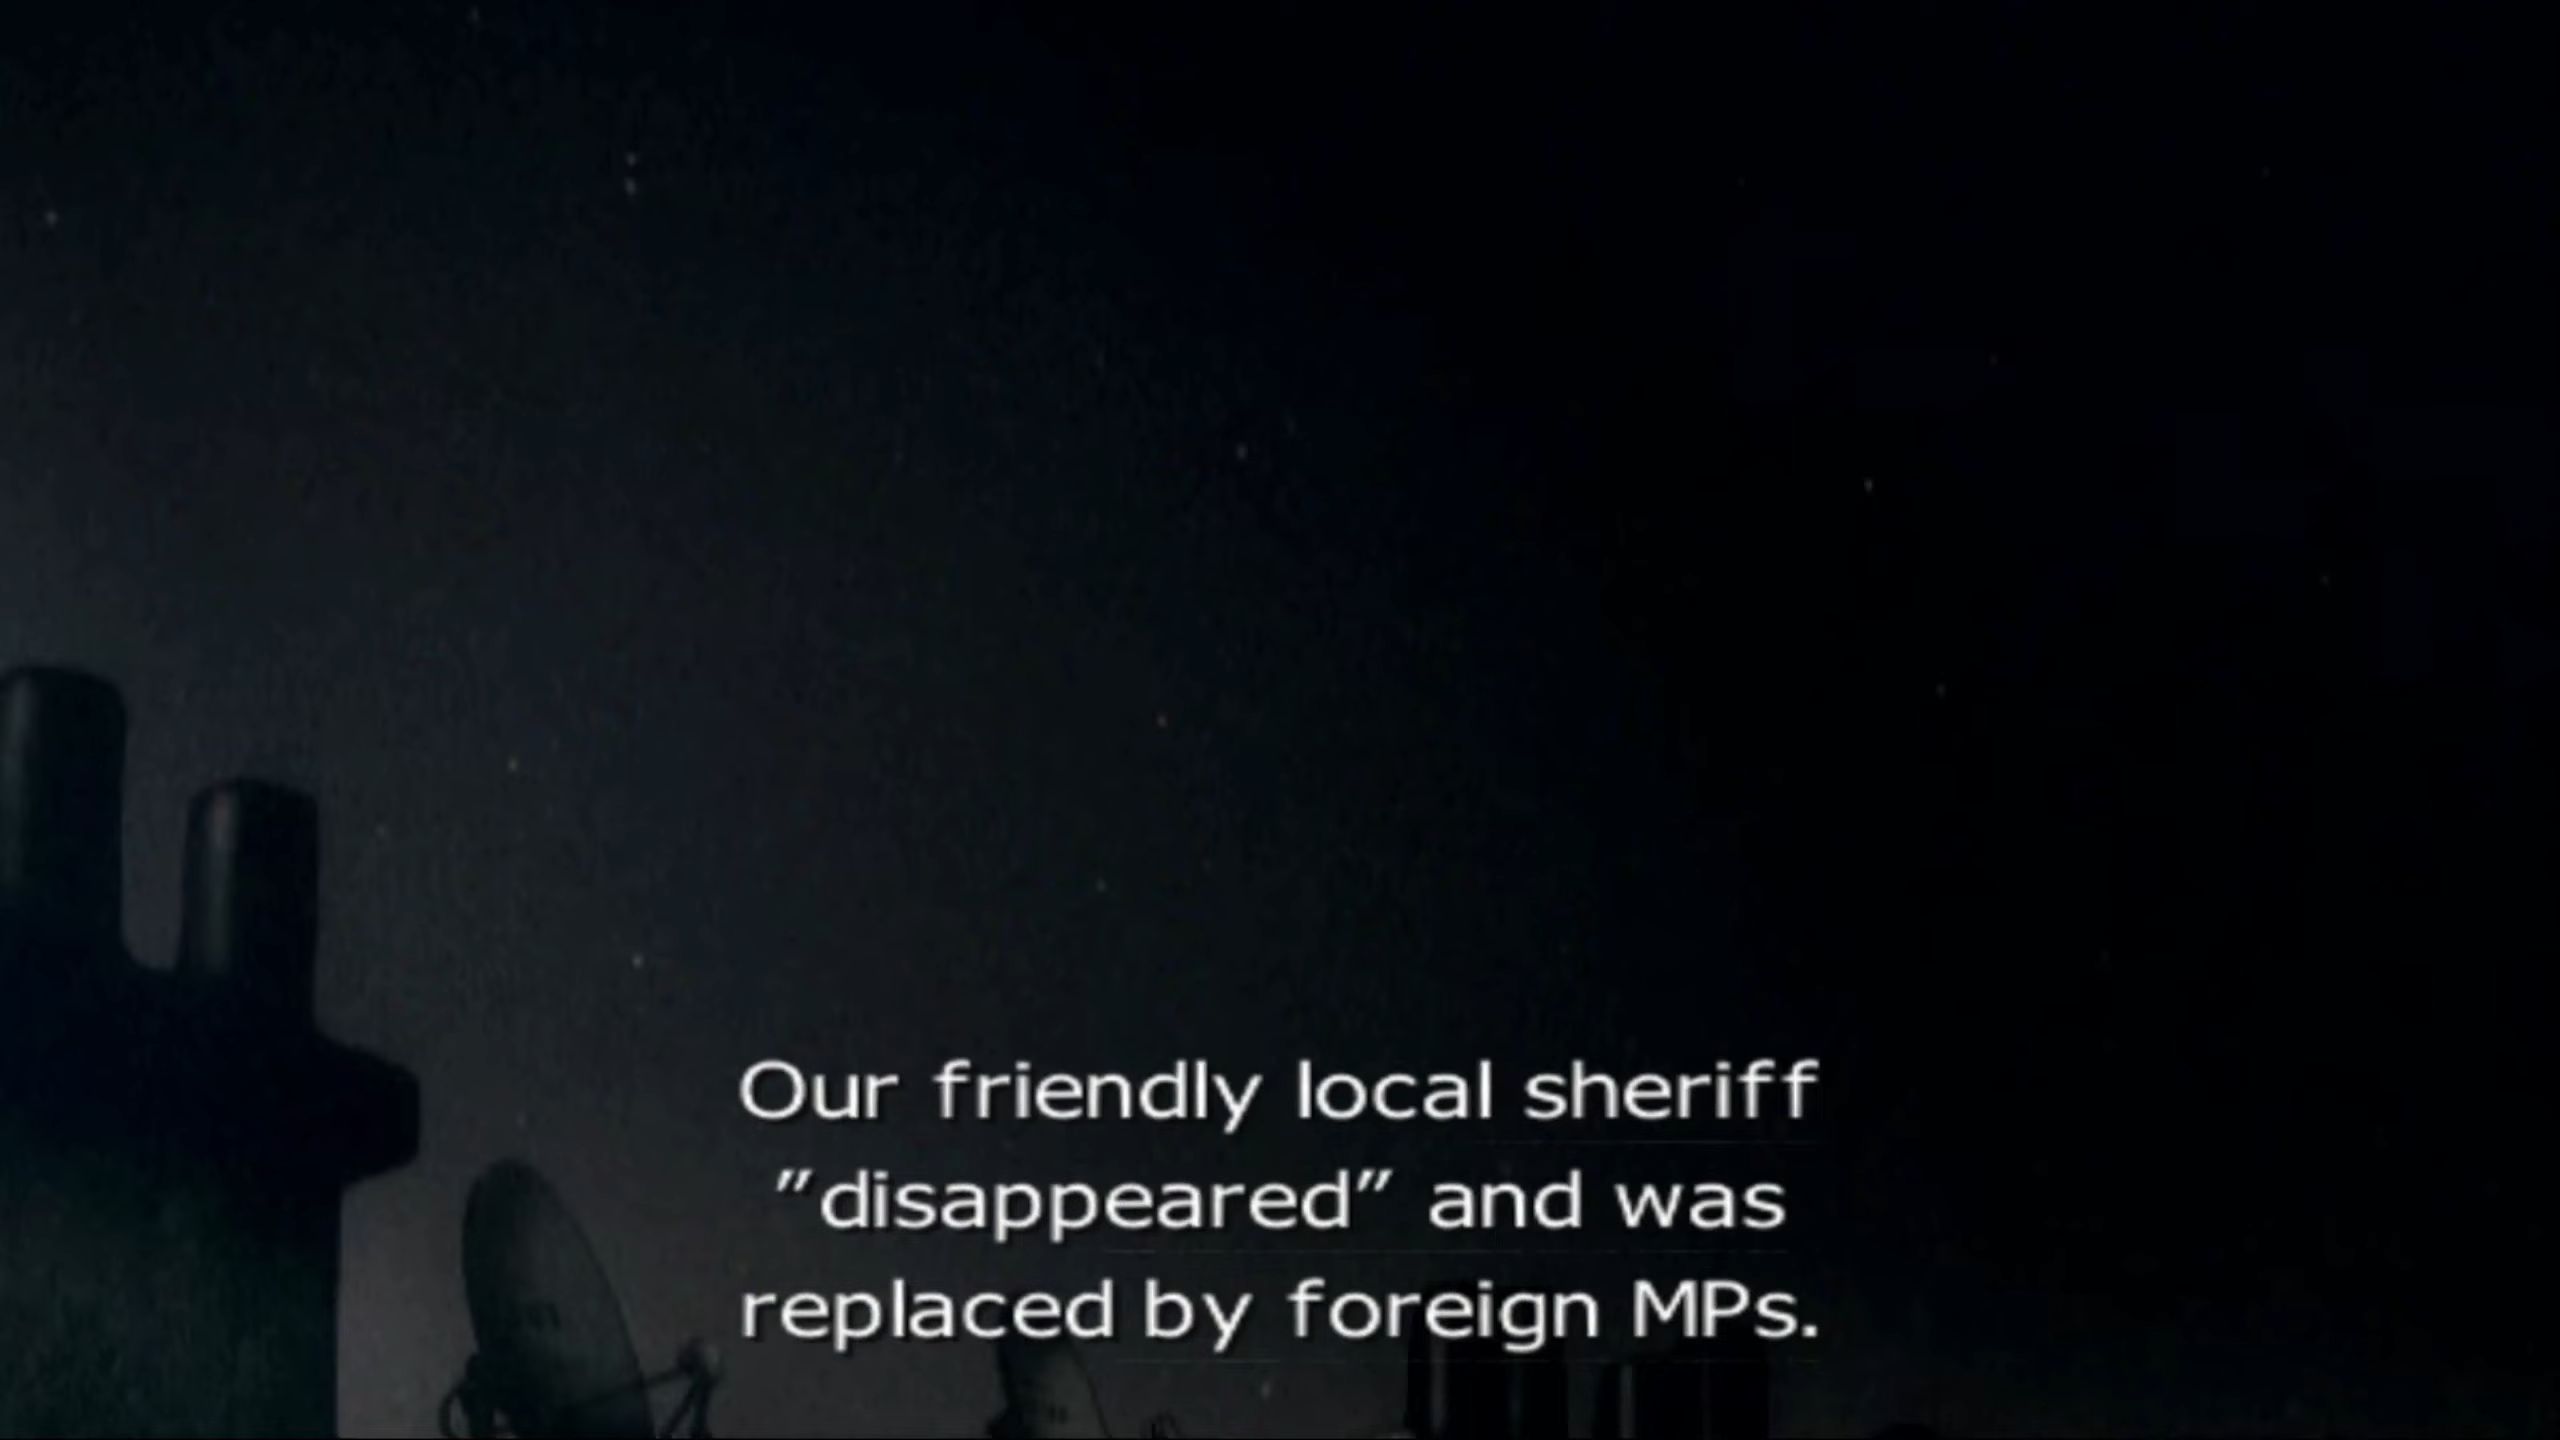 Our friendly local sheriff
"disappeared" and was
replaced by foreign MPs.